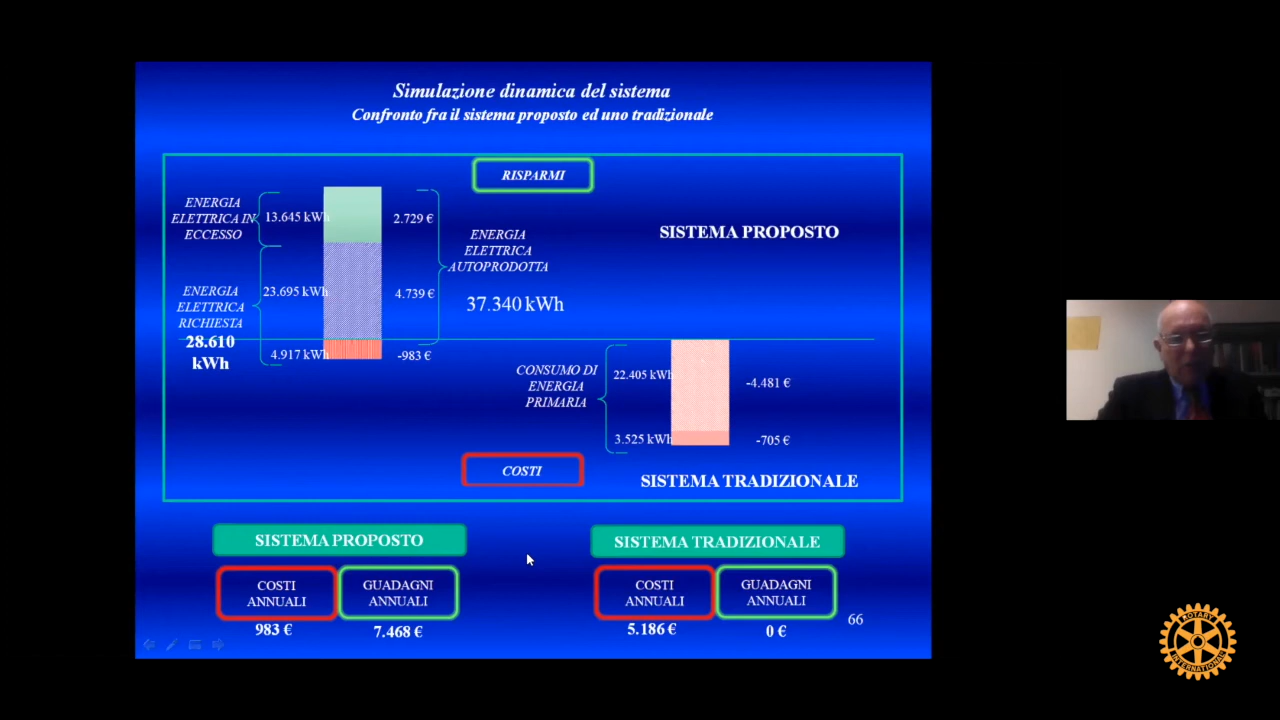 Simulazione dinamica del sistema
Confronto fra il sistema proposto ed uno tradizionale
RISPARMI
ENERGIA
ELETTRICA IN
ECCESSO
13.645 kWh
2.729 €
ENERGIA
ELETTRICA
AUTOPRODOTTA
37.340 kWh
SISTEMA PROPOSTO
ENERGIA
ELETTRICA
RICHIESTA
28.610
kWh
23.695 kWh
4.739 €
4.917 kWh
-983 €
CONSUMO DI
ENERGIA
PRIMARIA
22.405 kWh
-4.481 €
3.525 kWh
-705 €
COSTI
SISTEMA TRADIZIONALE
SISTEMA PROPOSTO
COSTI
ANNUALI
983 €
GUADAGNI
ANNUALI
7.468 €
SISTEMA TRADIZIONALE
COSTI
ANNUALI
5.186 €
GUADAGNI
ANNUALI
0 €
66
ROTARY
INTERNATIONAL